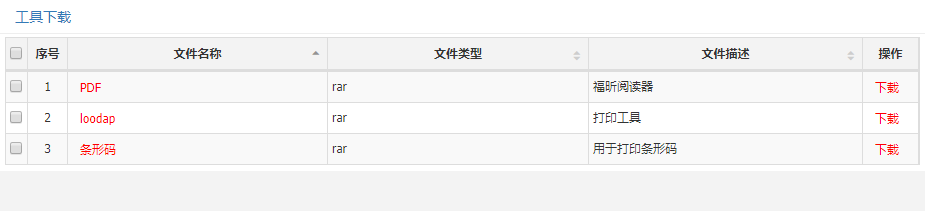 工具下载
序号 文件名称 文件类型 文件描述 操作
1 PDF rar 福昕阅读器 下载
2 loodap rar 打印工具 下载
3 条形码 rar 用于打印条形码 下载